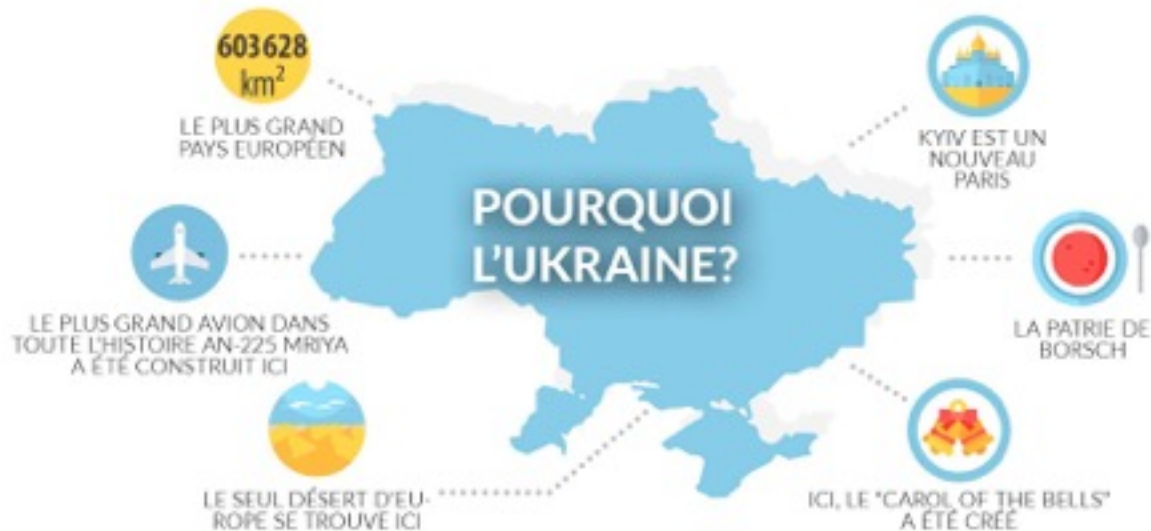 603628
km²
LE PLUS GRAND
PAYS EUROPÉEN
KYIV EST UN
NOUVEAU
PARIS
POURQUOI
L'UKRAINE?
LE PLUS GRAND AVION DANS
TOUTE L'HISTOIRE AN-225 MRIYA
A ÉTÉ CONSTRUIT ICI
LA PATRIE DE
BORSCH
LE SEUL DÉSERT D'EU-
ROPE SE TROUVE ICI
ICI, LE "CAROL OF THE BELLS"
A ÉTÉ CRÉÉ